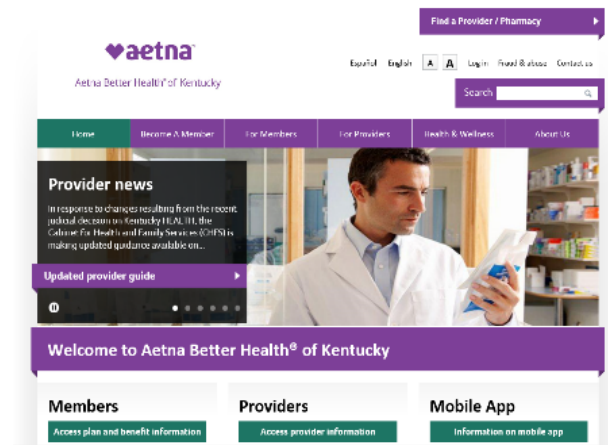 Find a Provider / Pharmacy
aetna
Aetna Better Health® of Kentucky
Español English A A Log in Fraud & abuse Contact us
Search
Home Become A Member For Members For Providers Health & Wellness About Us
Provider news
In response to changes resulting from the recent
judicial decision on Kentucky HEALTH, the
Cabinet for Health and Family Services (CHFS) is
making updated guidance available on...
Updated provider guide
Welcome to Aetna Better Health® of Kentucky
Members Providers Mobile App
Access plan and benefit information Access provider information Information on mobile app